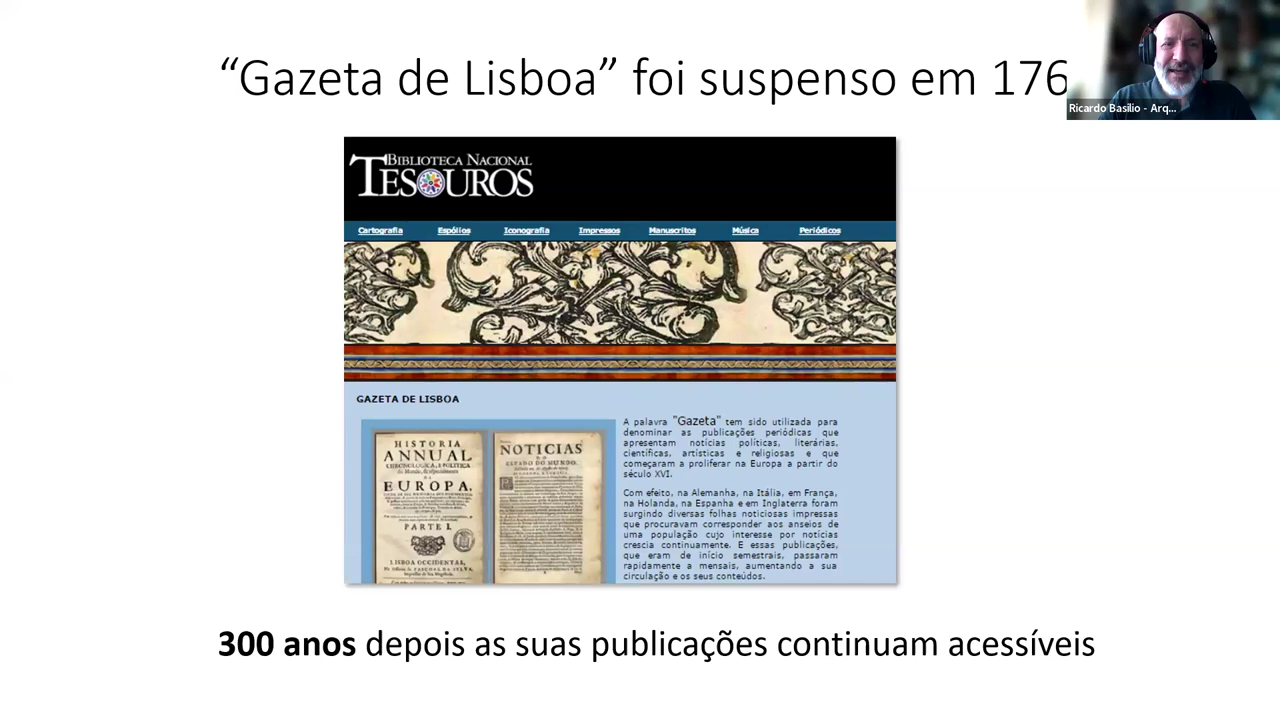 “Gazeta de Lisboa” foi suspenso em 176
Ricardo Basílio - Arq...
BIBLIOTECA NACIONAL
TESOUROS
Cartografia Espólios Iconografia Impressos Manuscritos Música Periódicos
GAZETA DE LISBOA
A palavra "Gazeta" tem sido utilizada para
denominar as publicações periódicas que
apresentam notícias políticas, literárias,
científicas, artísticas e religiosas e que
começaram a proliferar na Europa a partir do
século XVI.
Com efeito, na Alemanha, na Itália, em França,
na Holanda, na Espanha e em Inglaterra foram
surgindo diversas folhas noticiosas impressas
que procuravam corresponder aos anseios de
uma população cujo interesse por notícias
crescia continuamente. E essas publicações,
que eram de início semestrais, passaram
rapidamente a mensais, aumentando a sua
circulação e os seus conteúdos.
HISTORIA
ANNUAL
CHRONOLOGICA, E POLITICA
EUROPA,
PARTE I.
LISBOA OCCIDENTAL,
NOTICIAS
ESTADO DO MUNDO.
300 anos depois as suas publicações continuam acessíveis